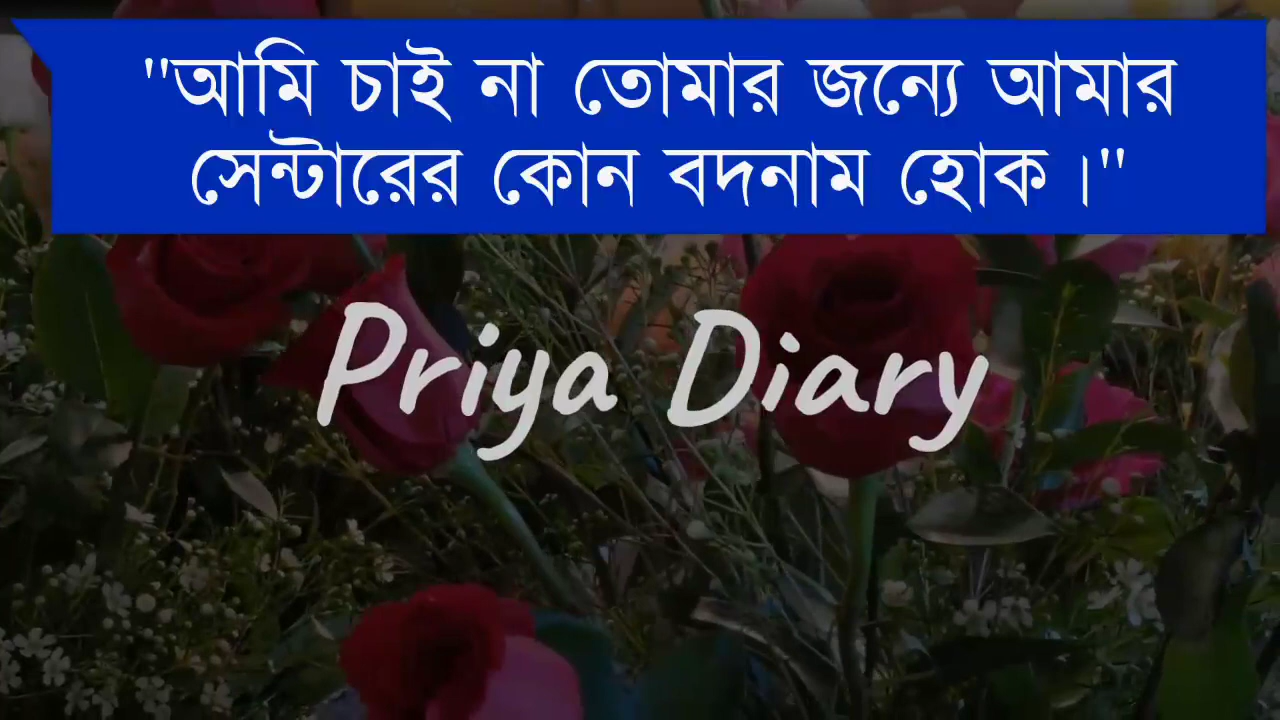 "আমি চাই না তোমার জন্যে আমার
সেন্টারের কোন বদনাম হোক।"
Priya Diary